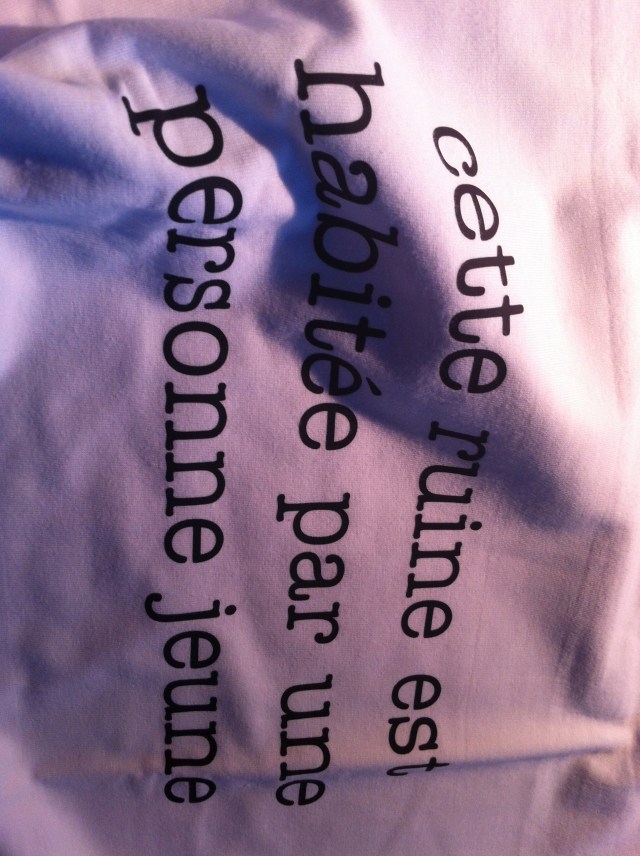 cette ruine est
habitée par une
personne jeune